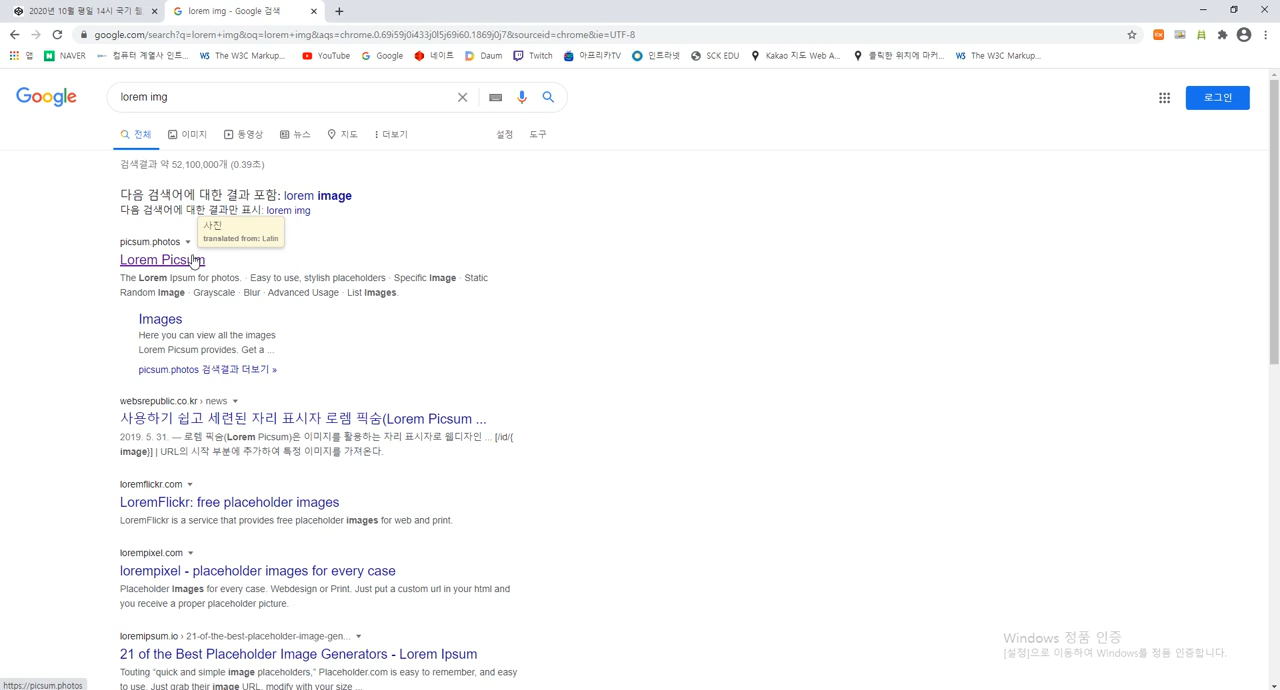 2020년 10월 평일 14시 국기 웹
lorem img - Google 검색
google.com/search?q=lorem+img&oq=lorem+img&aqs=chrome.0.69i59j0i433j0l5j69i60.1869j0j7&sourceid=chrome&ie=UTF-8
앱 NAVER 컴퓨터 계열사 인트... The W3C Markup... YouTube Google 네이트 Daum Twitch 아프리카TV 인트라넷 SCK EDU Kakao 지도 Web A... 클릭한 위치에 마커... The W3C Markup...
Google
lorem img
로그인
전체 이미지 동영상 뉴스 지도 더보기 설정 도구
검색결과 약 52,100,000개 (0.39초)
다음 검색어에 대한 결과 포함: lorem image
다음 검색어에 대한 결과만 표시: lorem img
사진
translated from: Latin
picsum.photos
Lorem Picsum
The Lorem Ipsum for photos. · Easy to use, stylish placeholders · Specific Image · Static
Random Image · Grayscale · Blur · Advanced Usage · List Images.
Images
Here you can view all the images
Lorem Picsum provides. Get a ...
picsum.photos 검색결과 더보기 »
websrepublic.co.kr › news
사용하기 쉽고 세련된 자리 표시자 로렘 픽숨(Lorem Picsum ...
2019. 5. 31. — 로렘 픽숨(Lorem Picsum)은 이미지를 활용하는 자리 표시자로 웹디자인 ... [/id/{
image}] | URL의 시작 부분에 추가하여 특정 이미지를 가져온다.
loremflickr.com
LoremFlickr: free placeholder images
LoremFlickr is a service that provides free placeholder images for web and print.
lorempixel.com
lorempixel - placeholder images for every case
Placeholder Images for every case. Webdesign or Print. Just put a custom url in your html and
you receive a proper placeholder picture.
loremipsum.io › 21-of-the-best-placeholder-image-gen...
21 of the Best Placeholder Image Generators - Lorem Ipsum
Touting “quick and simple image placeholders,” Placeholder.com is easy to remember, and easy
to use. Just grab their image URL, modify with your size ...
Windows 정품 인증
[설정]으로 이동하여 Windows를 정품 인증합니다.
https://picsum.photos